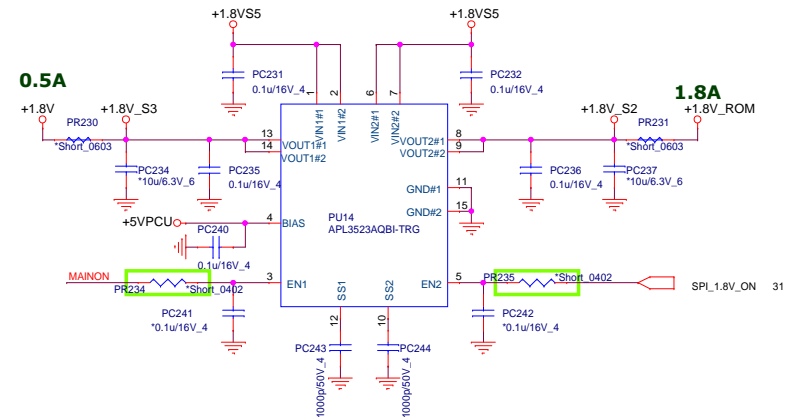 +1.8VS5
+1.8VS5
PC231
0.1u/16V_4
PC232
0.1u/16V_4
0.5A
1.8A
+1.8V
PR230
*Short_0603
+1.8V_S3
+1.8V_S2
PR231
*Short_0603
+1.8V_ROM
1
2
6
7
VIN1#1
VIN1#2
VIN2#1
VIN2#2
13
14
VOUT1#1
VOUT1#2
VOUT2#1
VOUT2#2
8
9
PC234
*10u/6.3V_6
PC235
0.1u/16V_4
PC236
0.1u/16V_4
PC237
*10u/6.3V_6
GND#1
11
GND#2
15
+5VPCU
4
BIAS
PU14
APL3523AQBI-TRG
PC240
0.1u/16V_4
MAINON
PR234
*Short_0402
3
EN1
EN2
5
PR235
*Short_0402
SPI_1.8V_ON
31
SS1
SS2
PC241
*0.1u/16V_4
12
10
PC242
*0.1u/16V_4
PC243
1000p/50V_4
PC244
1000p/50V_4